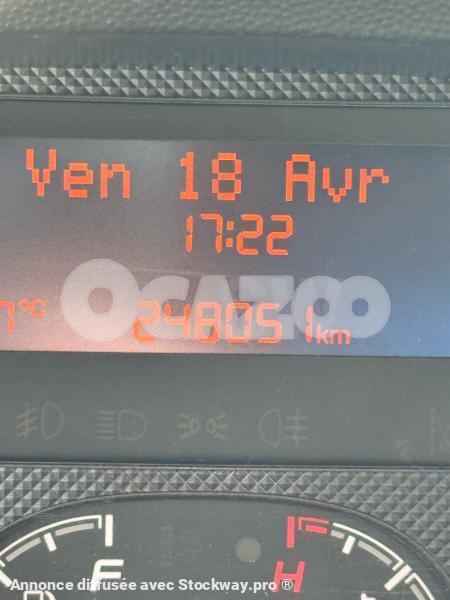 Ven 18 Avr
17:22
OCAZOO
7°C 248051 km
F H
Annonce diffusée avec Stockway.pro ®